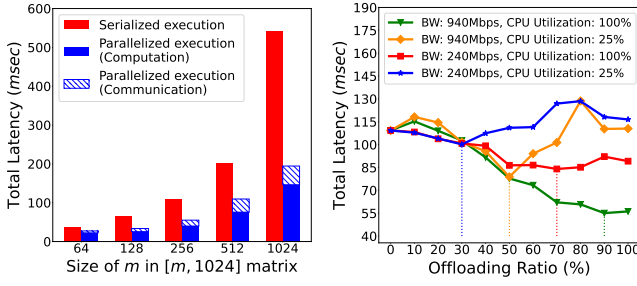 600
500
400
300
200
100
0
Total Latency (msec)
Serialized execution
Parallelized execution
(Computation)
Parallelized execution
(Communication)
64 128 256 512 1024
Size of m in [m, 1024] matrix
190
175
160
145
130
115
100
85
70
55
40
Total Latency (msec)
BW: 940Mbps, CPU Utilization: 100%
BW: 940Mbps, CPU Utilization: 25%
BW: 240Mbps, CPU Utilization: 100%
BW: 240Mbps, CPU Utilization: 25%
0 10 20 30 40 50 60 70 80 90 100
Offloading Ratio (%)